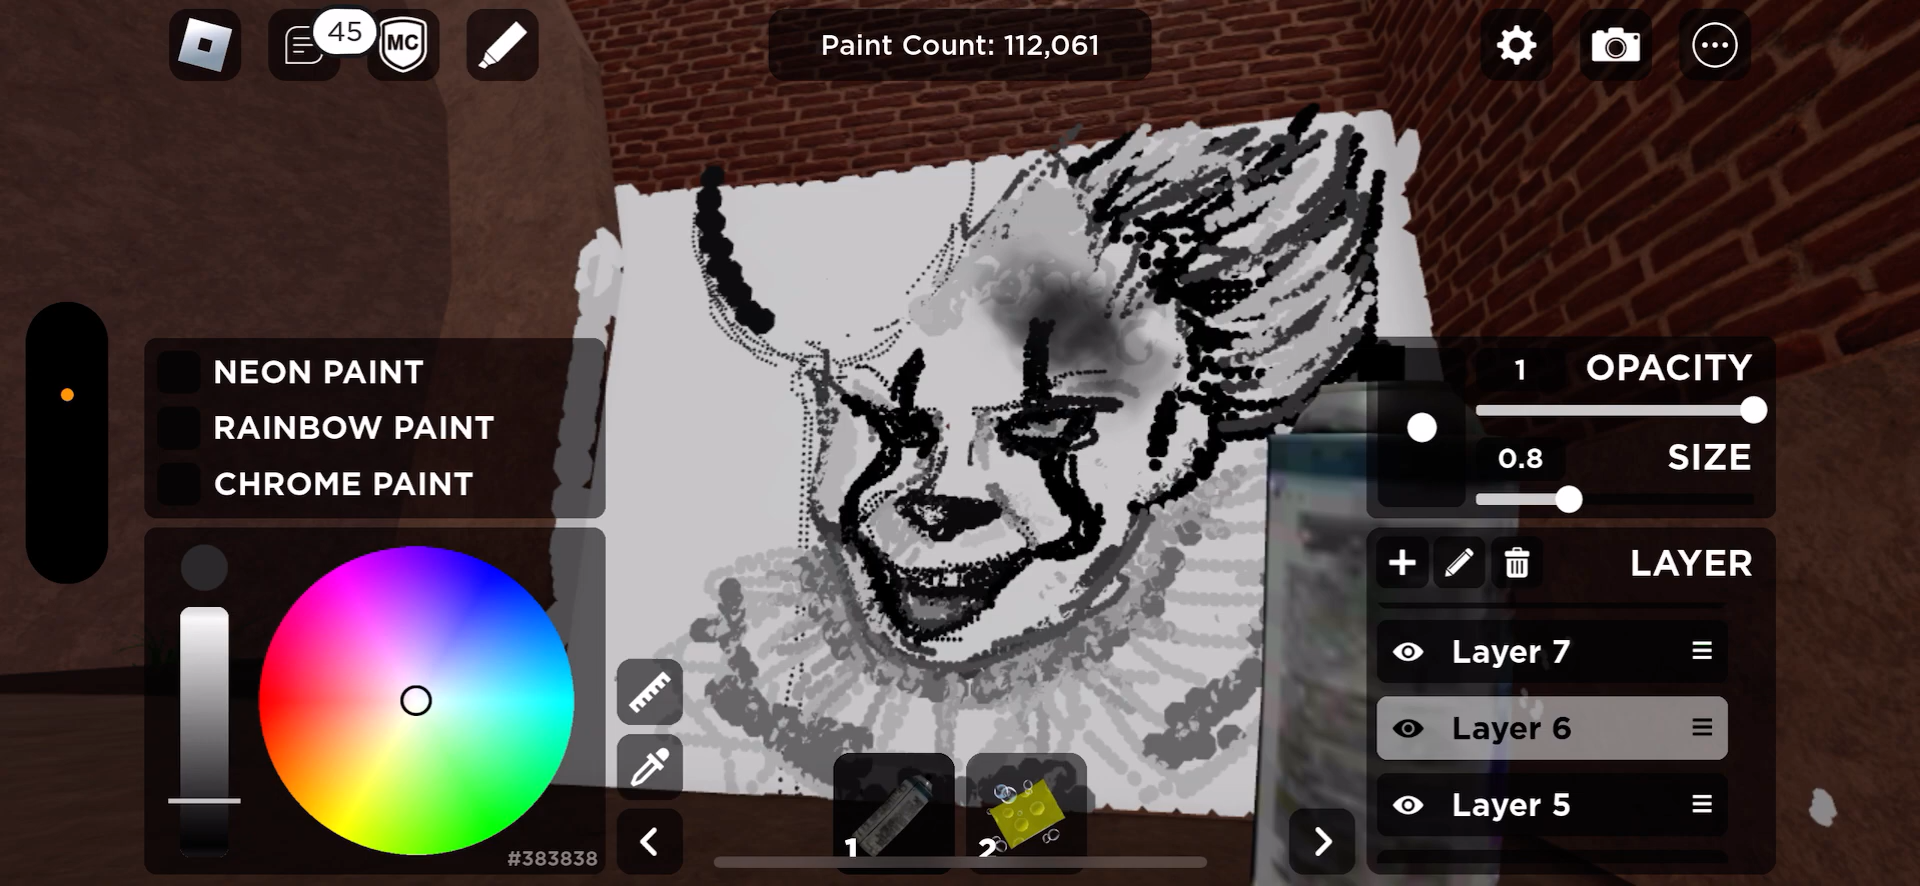 45
MC
Paint Count: 112,061
NEON PAINT
RAINBOW PAINT
CHROME PAINT
#383838
1
OPACITY
0.8
SIZE
LAYER
Layer 7
Layer 6
Layer 5
1
2